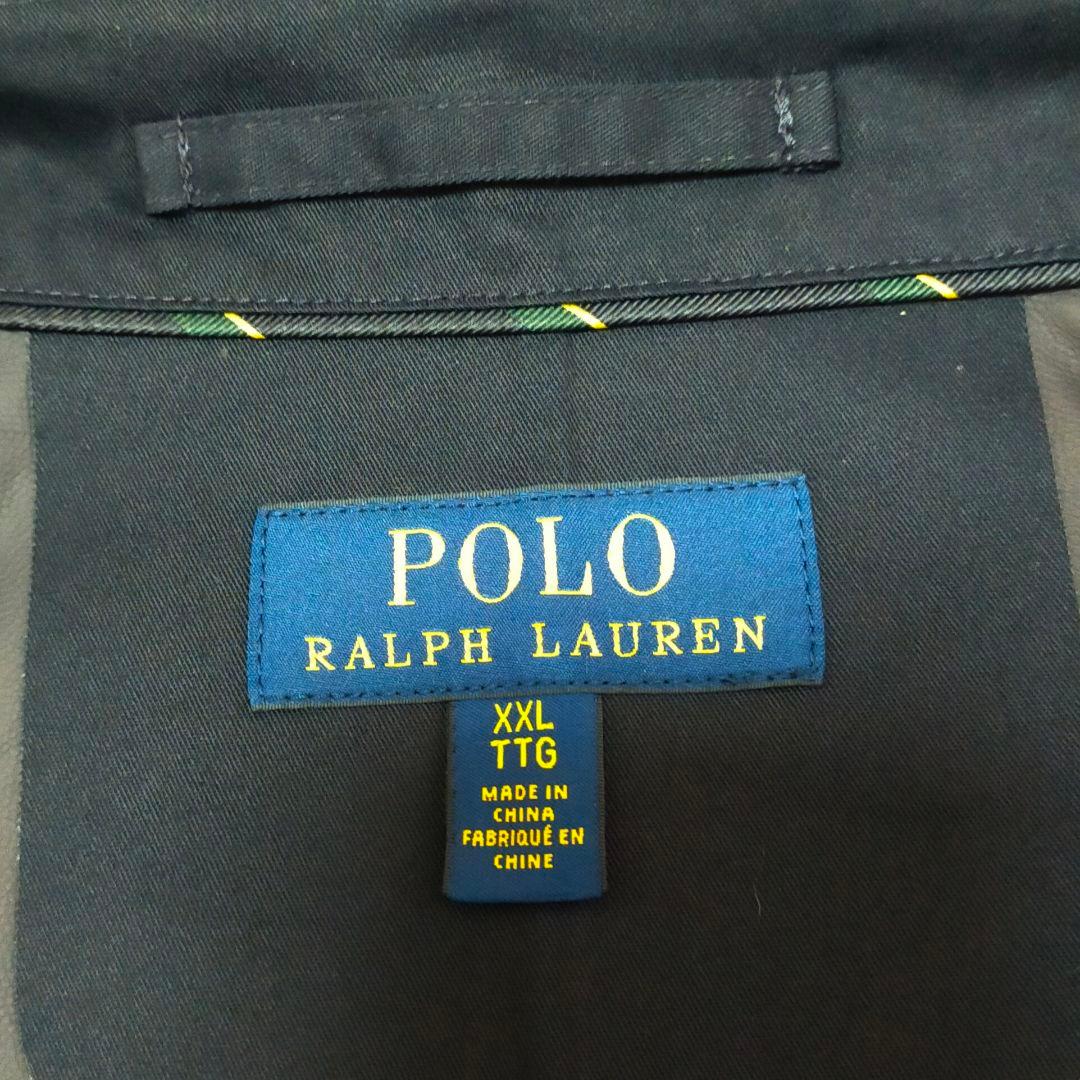 POLO
RALPH LAUREN
XXL
TTG
MADE IN
CHINA
FABRIQUÉ EN
CHINE